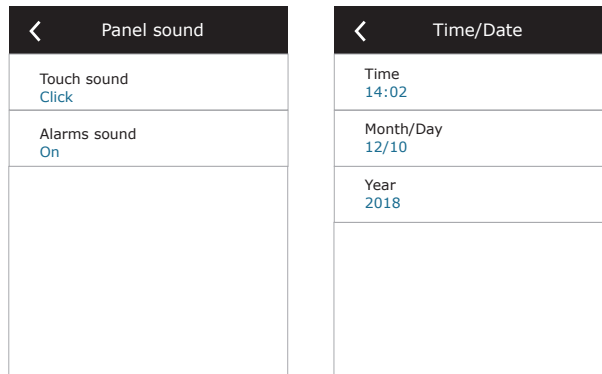 Panel sound
Touch sound
Click
Alarms sound
On
Time/Date
Time
14:02
Month/Day
12/10
Year
2018